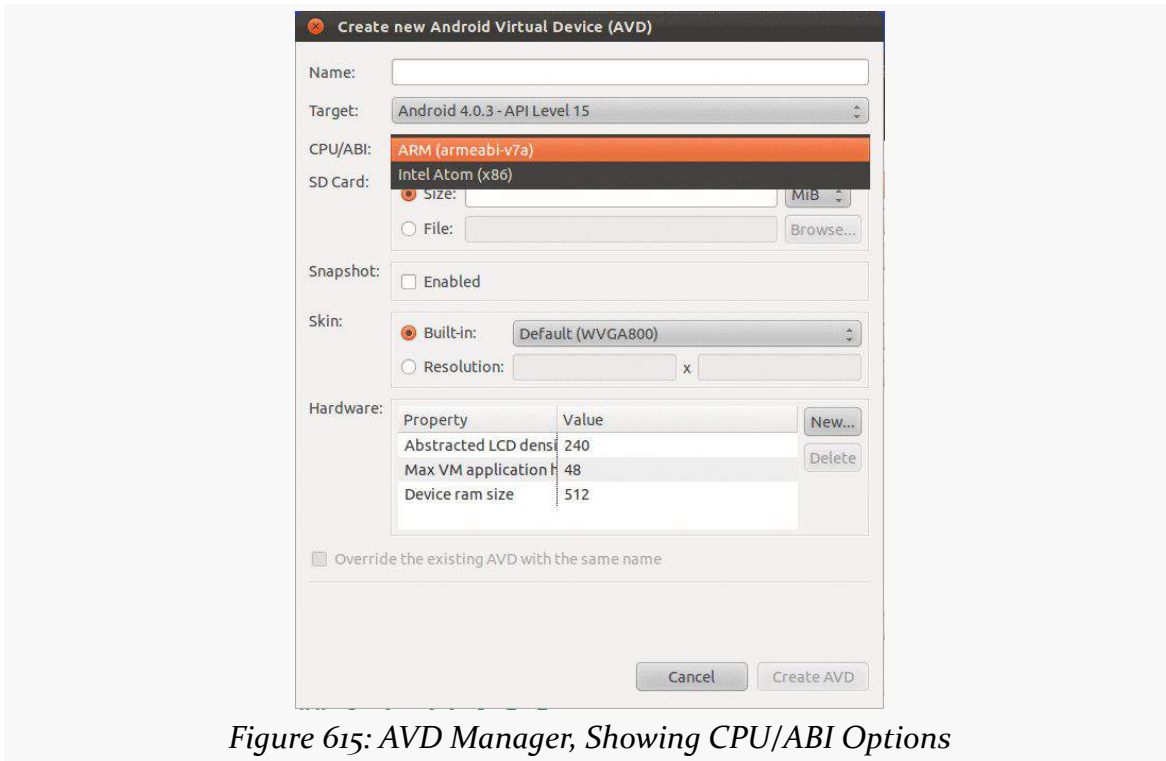 Create new Android Virtual Device (AVD)
Name:
Target: Android 4.0.3 - API Level 15
CPU/ABI: ARM (armeabi-v7a)
Intel Atom (x86)
SD Card:
Size: MiB
File: Browse...
Snapshot:
Enabled
Skin:
Built-in: Default (WVGA800)
Resolution: x
Hardware:
Property Value New...
Abstracted LCD densi 240
Delete
Max VM application h 48
Device ram size 512
Override the existing AVD with the same name
Cancel Create AVD
Figure 615: AVD Manager, Showing CPU/ABI Options